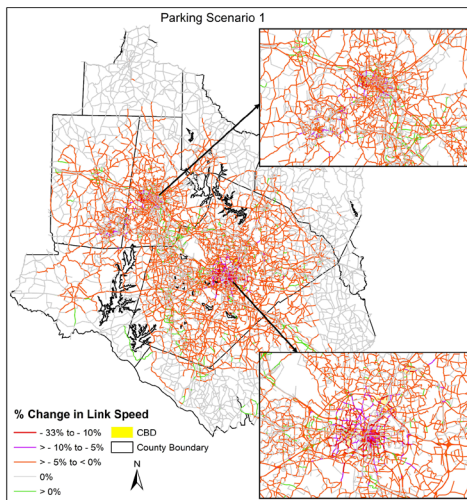 Parking Scenario 1
% Change in Link Speed
- 33% to - 10%
> - 10% to - 5%
> - 5% to < 0%
0%
> 0%
CBD
County Boundary
N